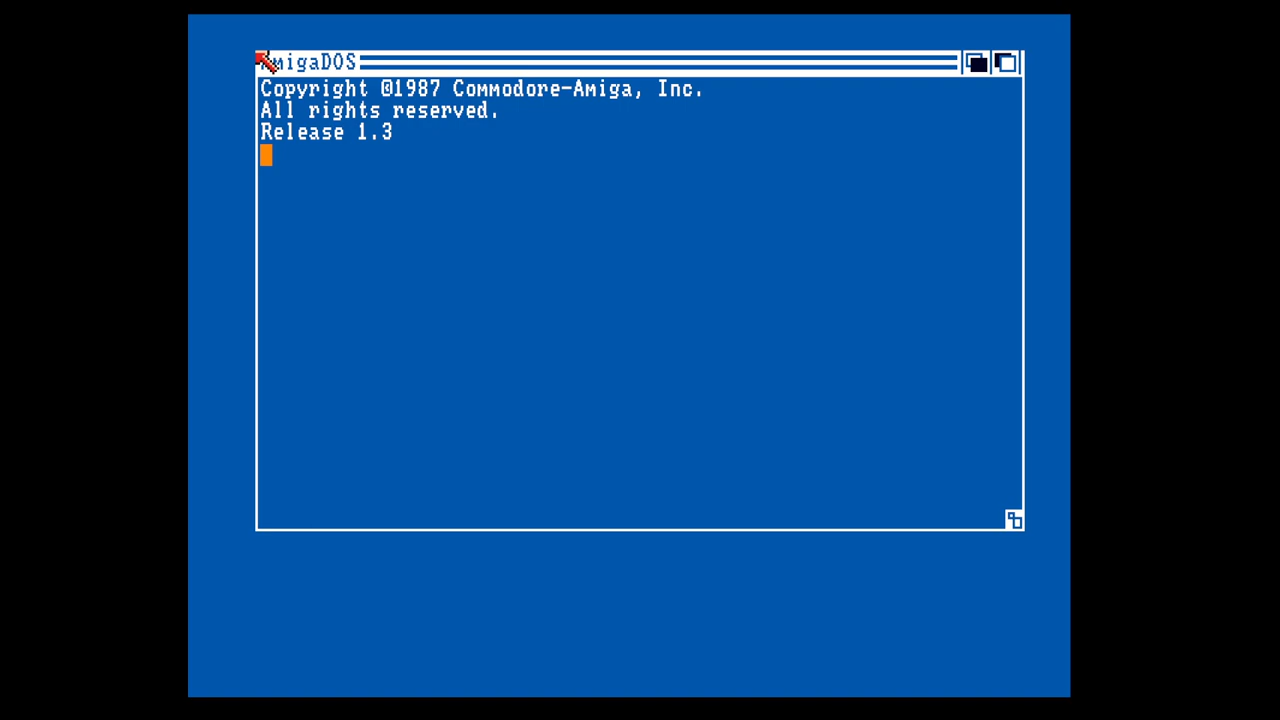 AmigaDOS
Copyright ©1987 Commodore-Amiga, Inc.
All rights reserved.
Release 1.3